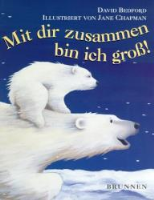 DAVID BEDFORD
ILLUSTRIERT VON JANE CHAPMAN
Mit dir zusammen
bin ich groß!
BRUNNEN